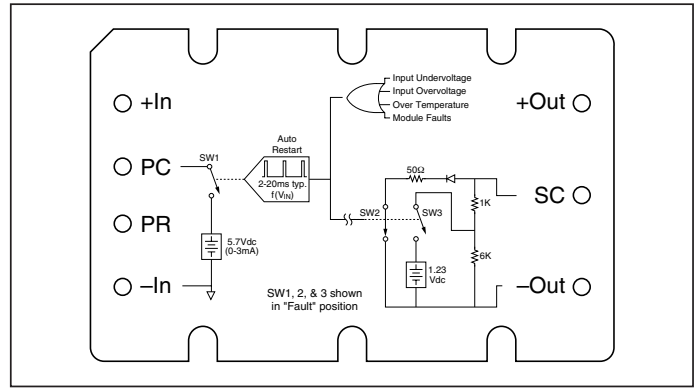 Input Undervoltage
Input Overvoltage
Over Temperature
Module Faults
+In
+Out
PC
SW1
Auto
Restart
2-20ms typ.
f(VIN)
50Ω
SC
1K
SW2
SW3
PR
5.7Vdc
(0-3mA)
6K
1.23
Vdc
–In
–Out
SW1, 2, & 3 shown
in "Fault" position